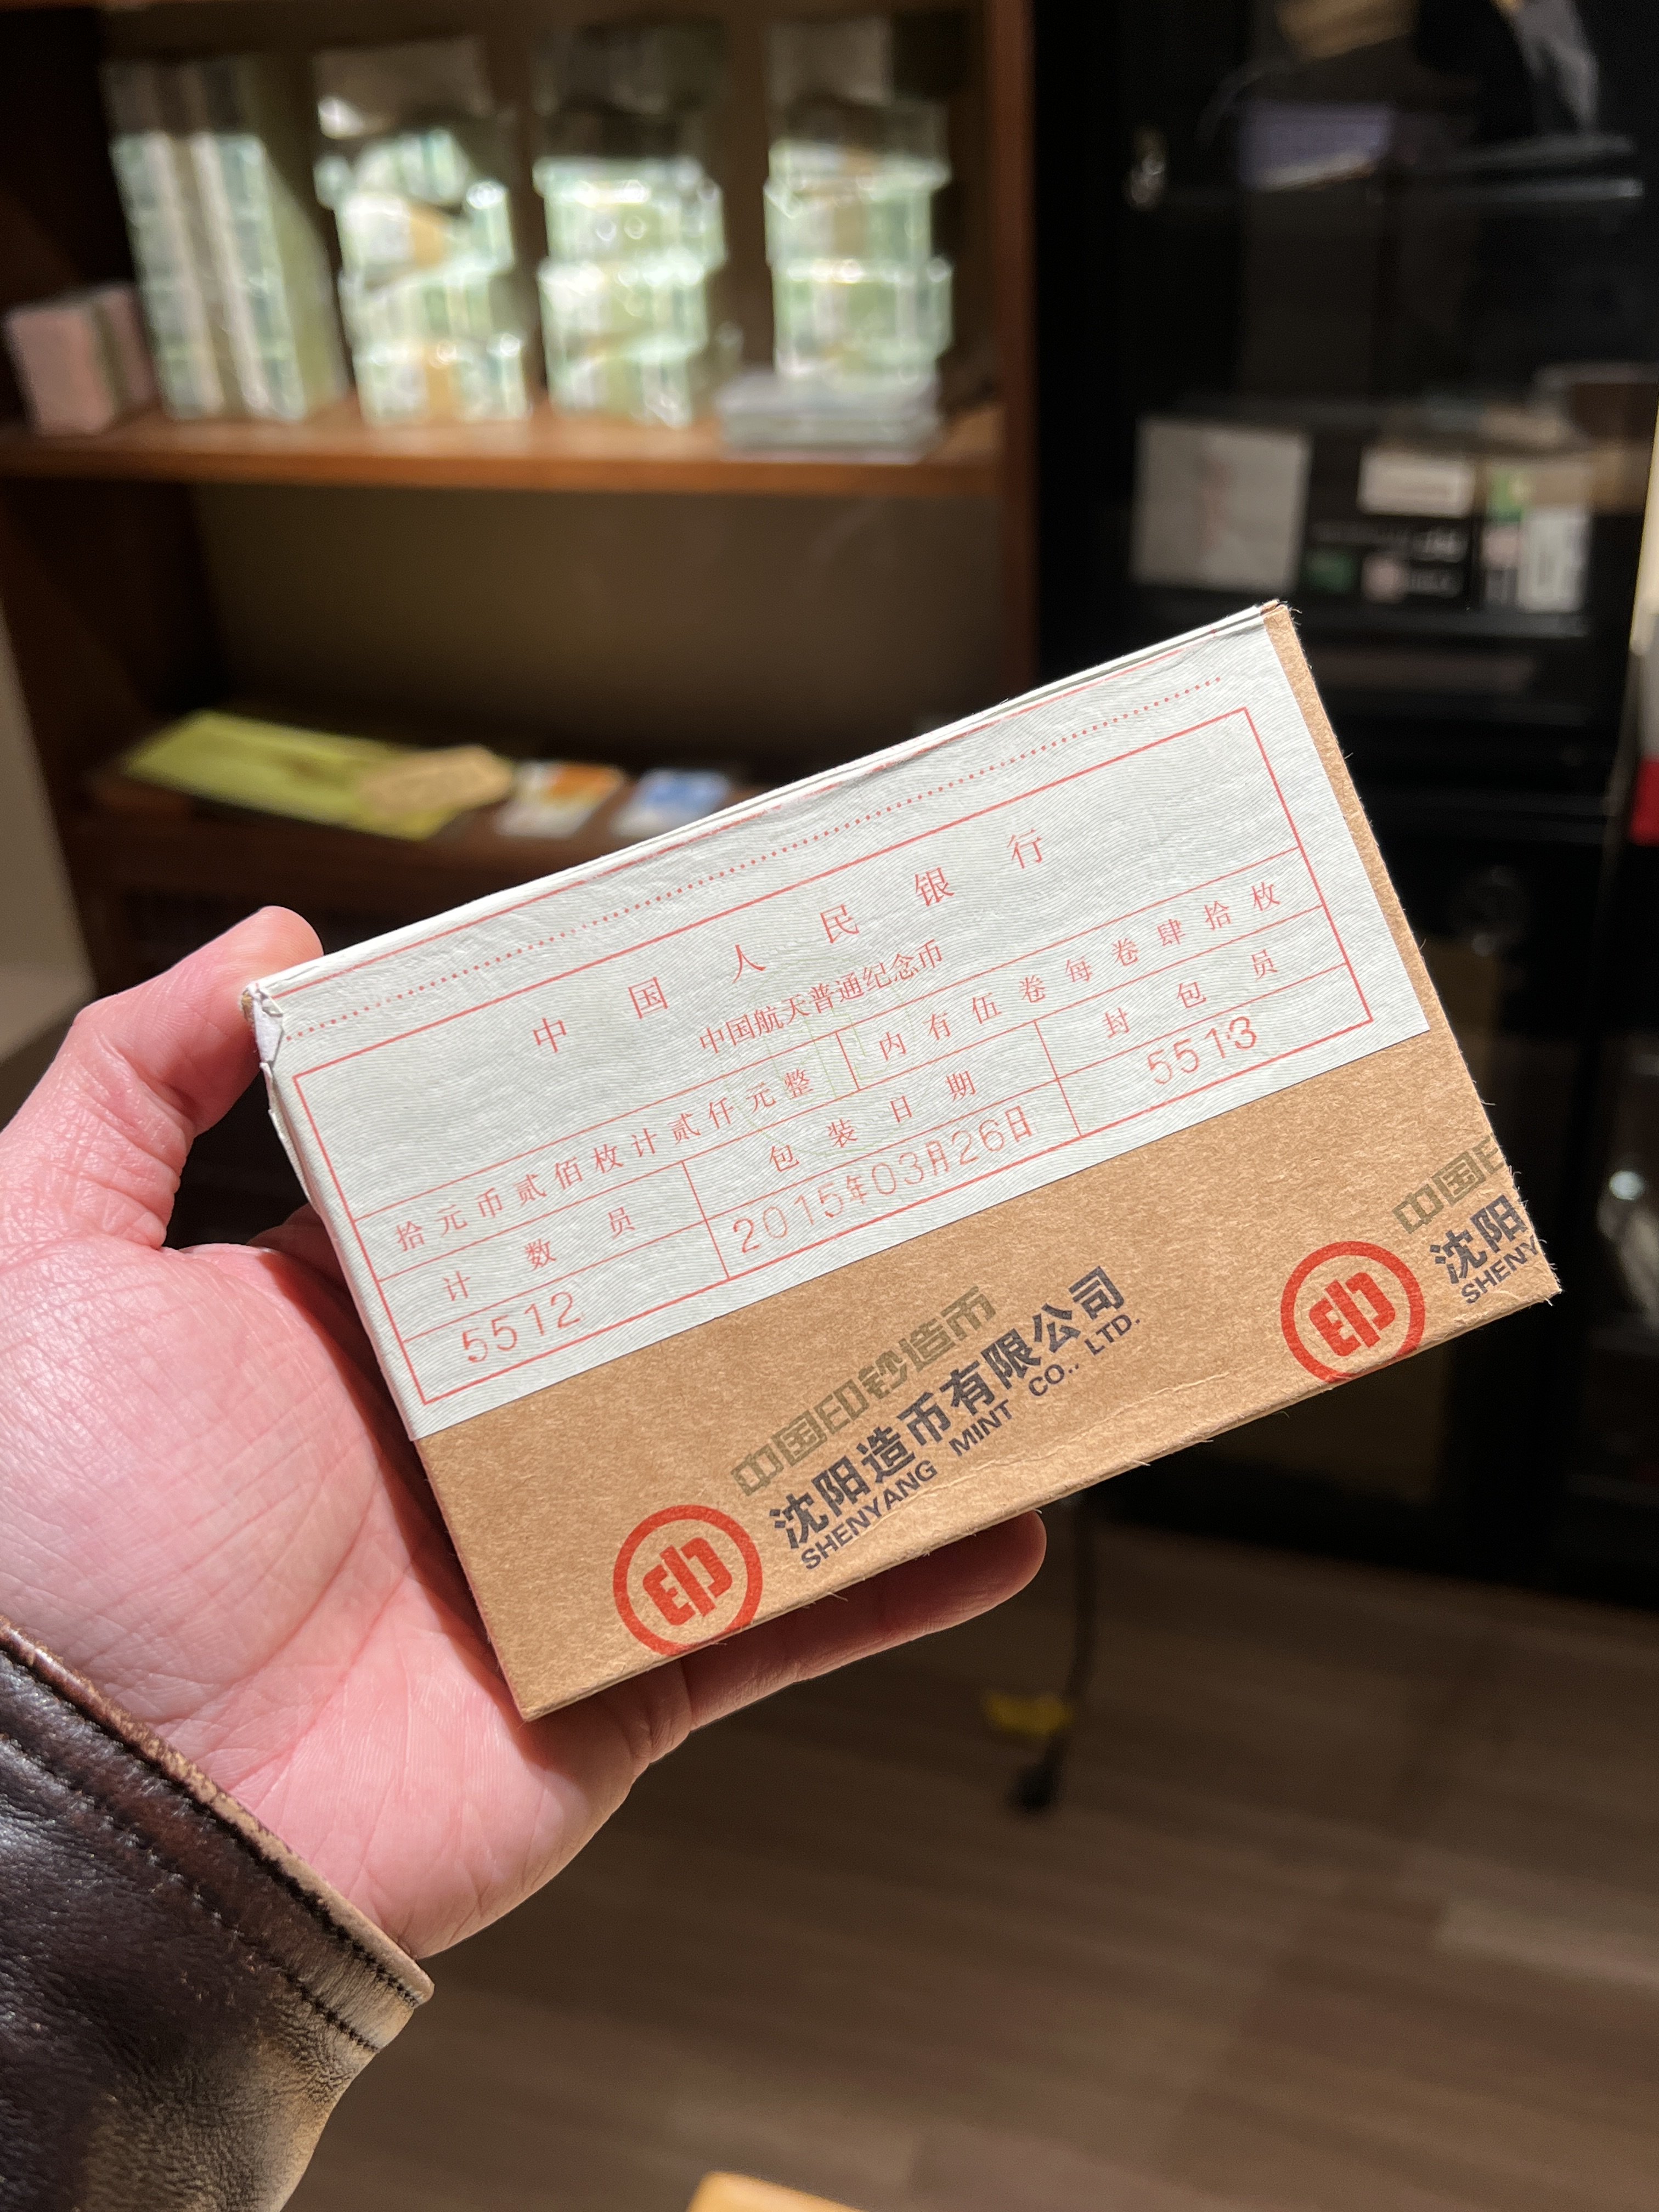 中国人民银行
中国航天普通纪念币
拾元币贰佰枚计贰仟元整 内有伍卷每卷肆拾枚
计数员 包装日期 封包员
5512 2015年03月26日 5513
中国印钞造币
沈阳造币有限公司
SHENYANG MINT CO., LTD.
中国印
沈阳
SHENY